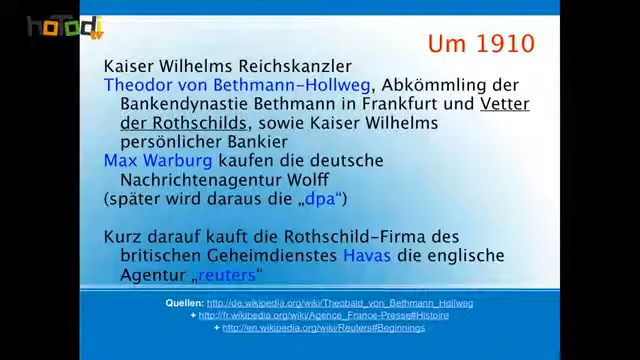 hoTodi
tv
Um 1910
Kaiser Wilhelms Reichskanzler
Theodor von Bethmann-Hollweg, Abkömmling der
Bankendynastie Bethmann in Frankfurt und Vetter
der Rothschilds, sowie Kaiser Wilhelms
persönlicher Bankier
Max Warburg kaufen die deutsche
Nachrichtenagentur Wolff
(später wird daraus die „dpa“)
Kurz darauf kauft die Rothschild-Firma des
britischen Geheimdienstes Havas die englische
Agentur „reuters“
Quellen: http://de.wikipedia.org/wiki/Theobald_von_Bethmann_Hollweg
+ http://fr.wikipedia.org/wiki/Agence_France-Presse#Histoire
+ http://en.wikipedia.org/wiki/Reuters#Beginnings